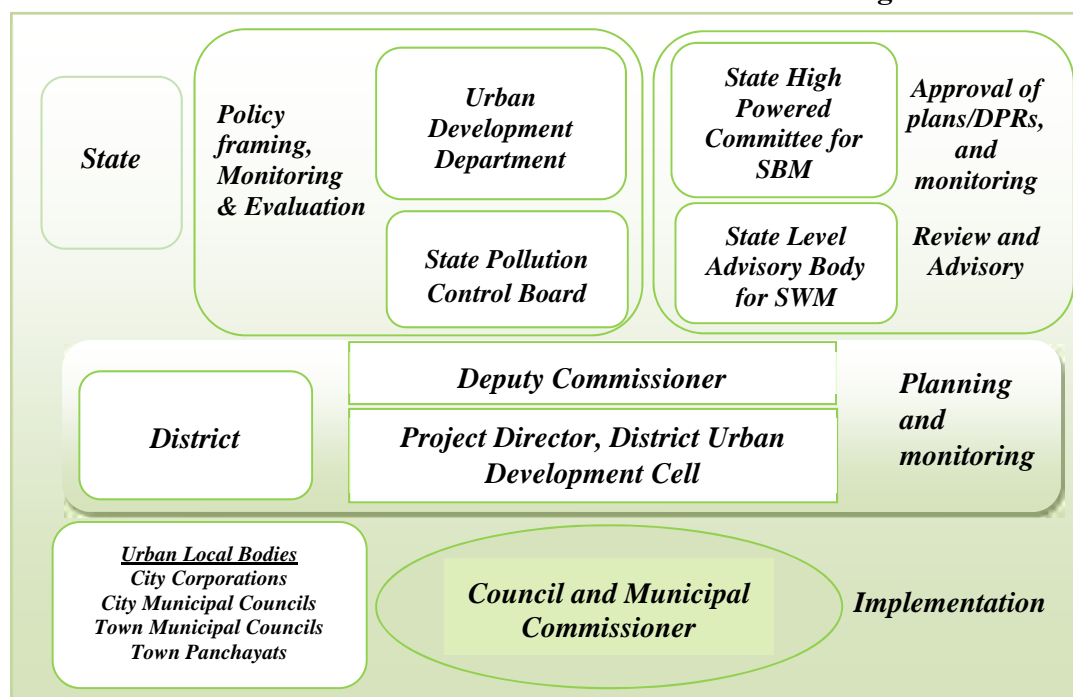 State
Policy
framing,
Monitoring
& Evaluation
Urban
Development
Department
State Pollution
Control Board
State High
Powered
Committee for
SBM
Approval of
plans/DPRs,
and
monitoring
State Level
Advisory Body
for SWM
Review and
Advisory
District
Deputy Commissioner
Project Director, District Urban
Development Cell
Planning
and
monitoring
Urban Local Bodies
City Corporations
City Municipal Councils
Town Municipal Councils
Town Panchayats
Council and Municipal
Commissioner
Implementation